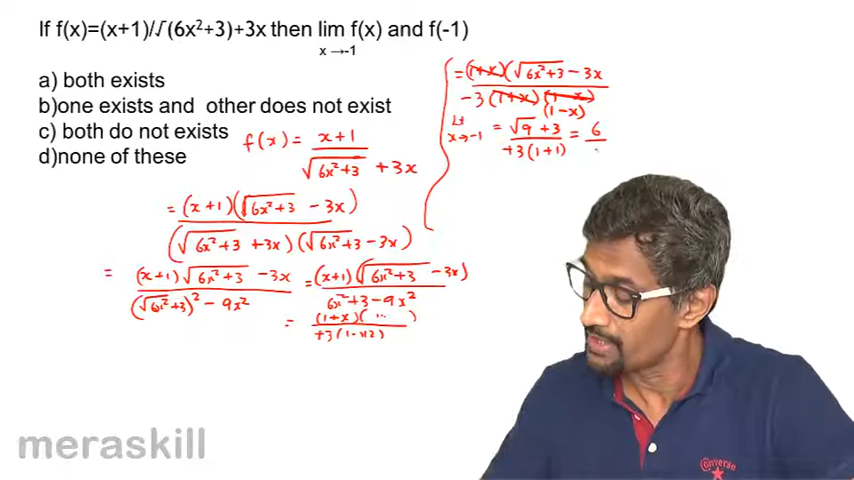 If f(x)=(x+1)/√(6x²+3)+3x then lim f(x) and f(-1)
x →-1
a) both exists
b)one exists and other does not exist
c) both do not exists
d)none of these
f(x) = x+1
√6x²+3 +3x
= (x+1)(√6x²+3 - 3x)
(√6x²+3 +3x)(√6x²+3 -3x)
= (x+1)√6x²+3 -3x
(√6x²+3)² - 9x²
= (x+1)(√6x²+3 -3x)
6x²+3-9x²
= (1+x)(...)
+3(1-x2)
= (1+x)(√6x²+3 - 3x
-3(1+x)(1-x)
(1-x)
Lt
x→-1
= √9 +3 = 6
+3(1+1)
meraskill
CONVERSE